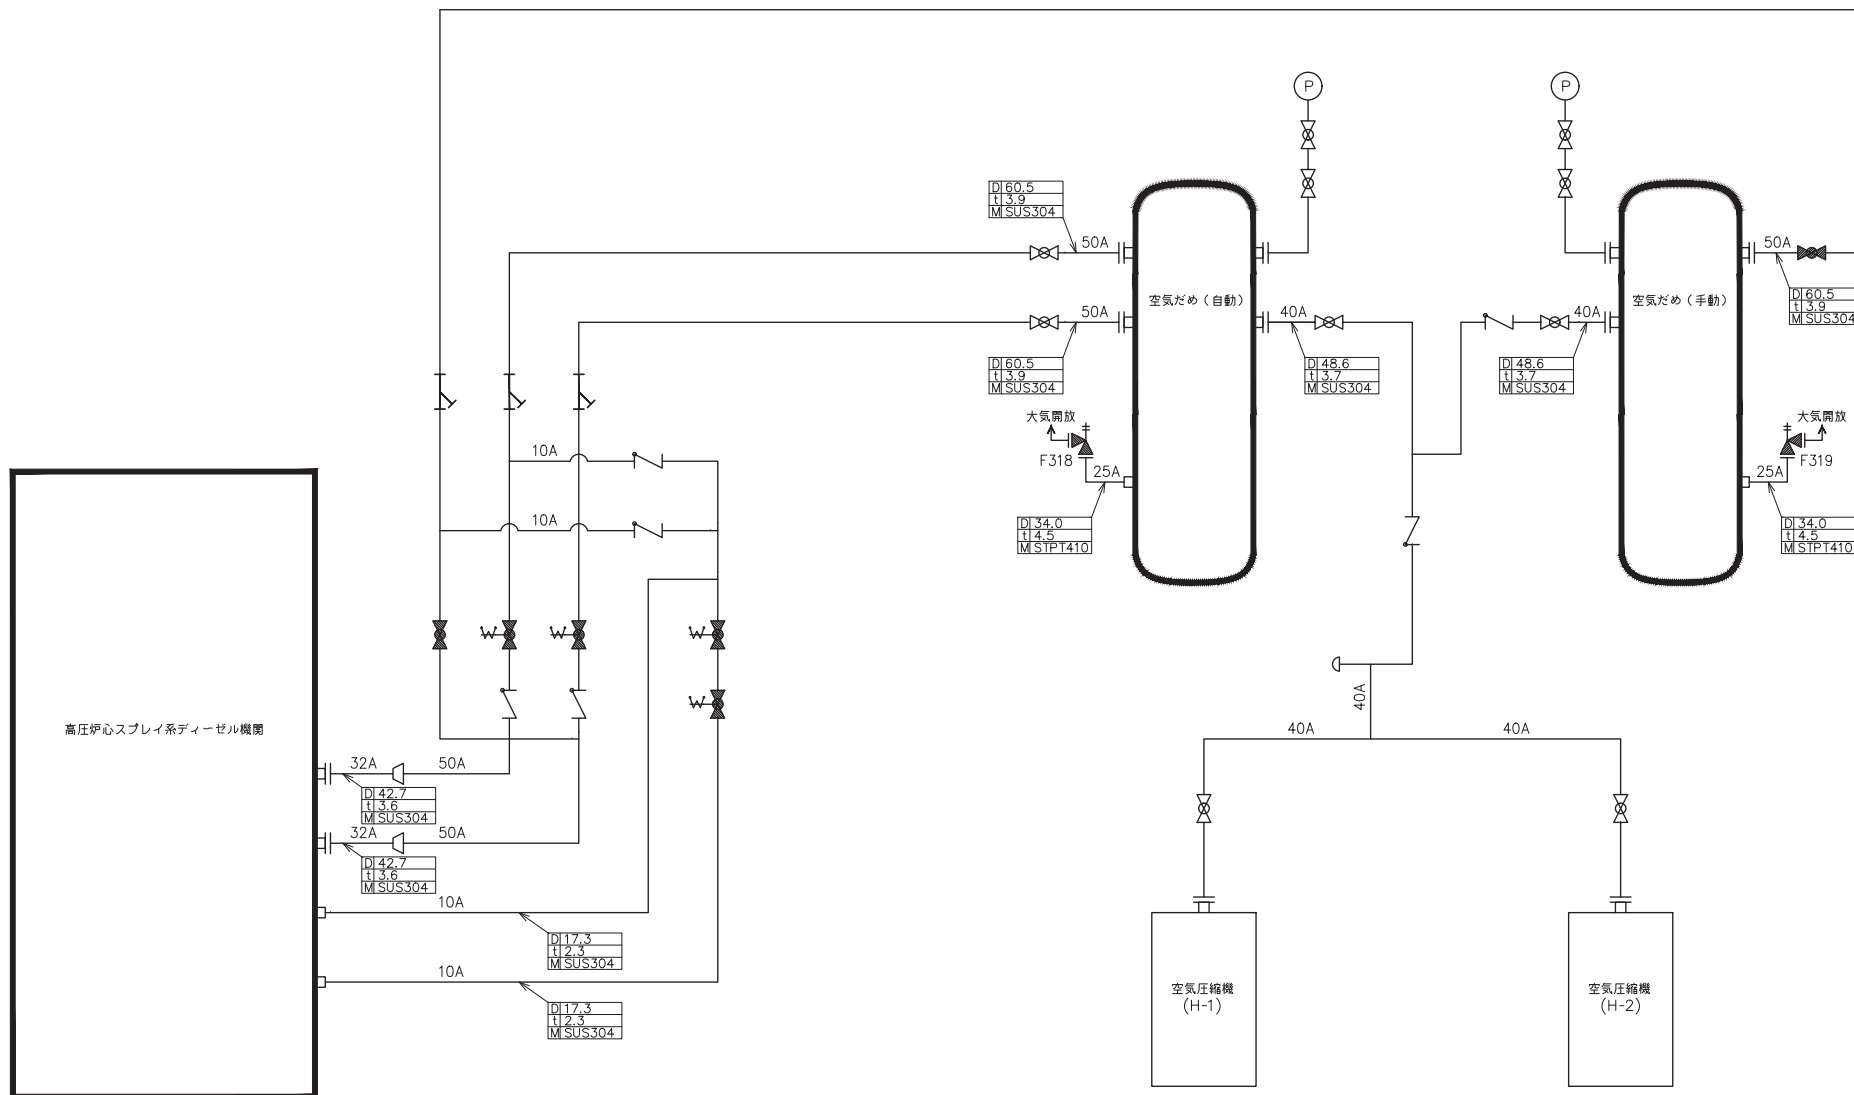 P
P
D 60.5
t 3.9
M SUS304
50A
50A
D 60.5
t 3.9
M SUS304
空気だめ（自動）
空気だめ（手動）
50A
40A
40A
50A
D 60.5
t 3.9
M SUS304
D 48.6
t 3.7
M SUS304
D 48.6
t 3.7
M SUS304
大気開放
大気開放
F318
F319
10A
25A
25A
10A
D 34.0
t 4.5
M STPT410
D 34.0
t 4.5
M STPT410
40A
高圧炉心スプレイ系ディーゼル機関
40A
40A
32A
50A
D 42.7
t 3.6
M SUS304
32A
50A
D 42.7
t 3.6
M SUS304
10A
D 17.3
t 2.3
M SUS304
10A
D 17.3
t 2.3
M SUS304
空気圧縮機
(H-1)
空気圧縮機
(H-2)